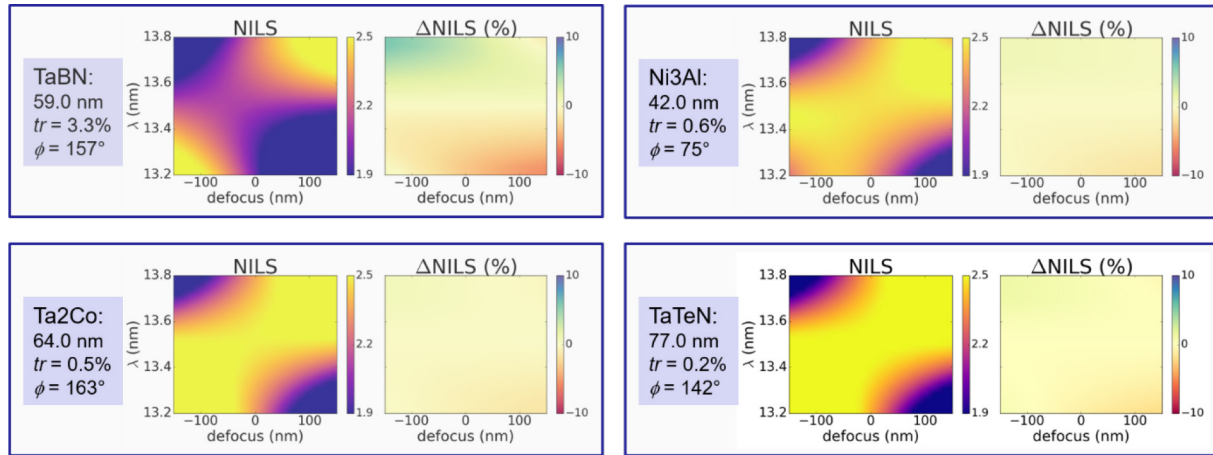 TaBN:
59.0 nm
tr = 3.3%
ϕ = 157°
NILS
λ (nm)
13.8
13.6
13.4
13.2
−100 0 100
defocus (nm)
2.5
2.2
1.9
ΔNILS (%)
−100 0 100
defocus (nm)
10
0
−10
Ni3Al:
42.0 nm
tr = 0.6%
ϕ = 75°
NILS
λ (nm)
13.8
13.6
13.4
13.2
−100 0 100
defocus (nm)
2.5
2.2
1.9
ΔNILS (%)
−100 0 100
defocus (nm)
10
0
−10
Ta2Co:
64.0 nm
tr = 0.5%
ϕ = 163°
NILS
λ (nm)
13.8
13.6
13.4
13.2
−100 0 100
defocus (nm)
2.5
2.2
1.9
ΔNILS (%)
−100 0 100
defocus (nm)
10
0
−10
TaTeN:
77.0 nm
tr = 0.2%
ϕ = 142°
NILS
λ (nm)
13.8
13.6
13.4
13.2
−100 0 100
defocus (nm)
2.5
2.2
1.9
ΔNILS (%)
−100 0 100
defocus (nm)
10
0
−10